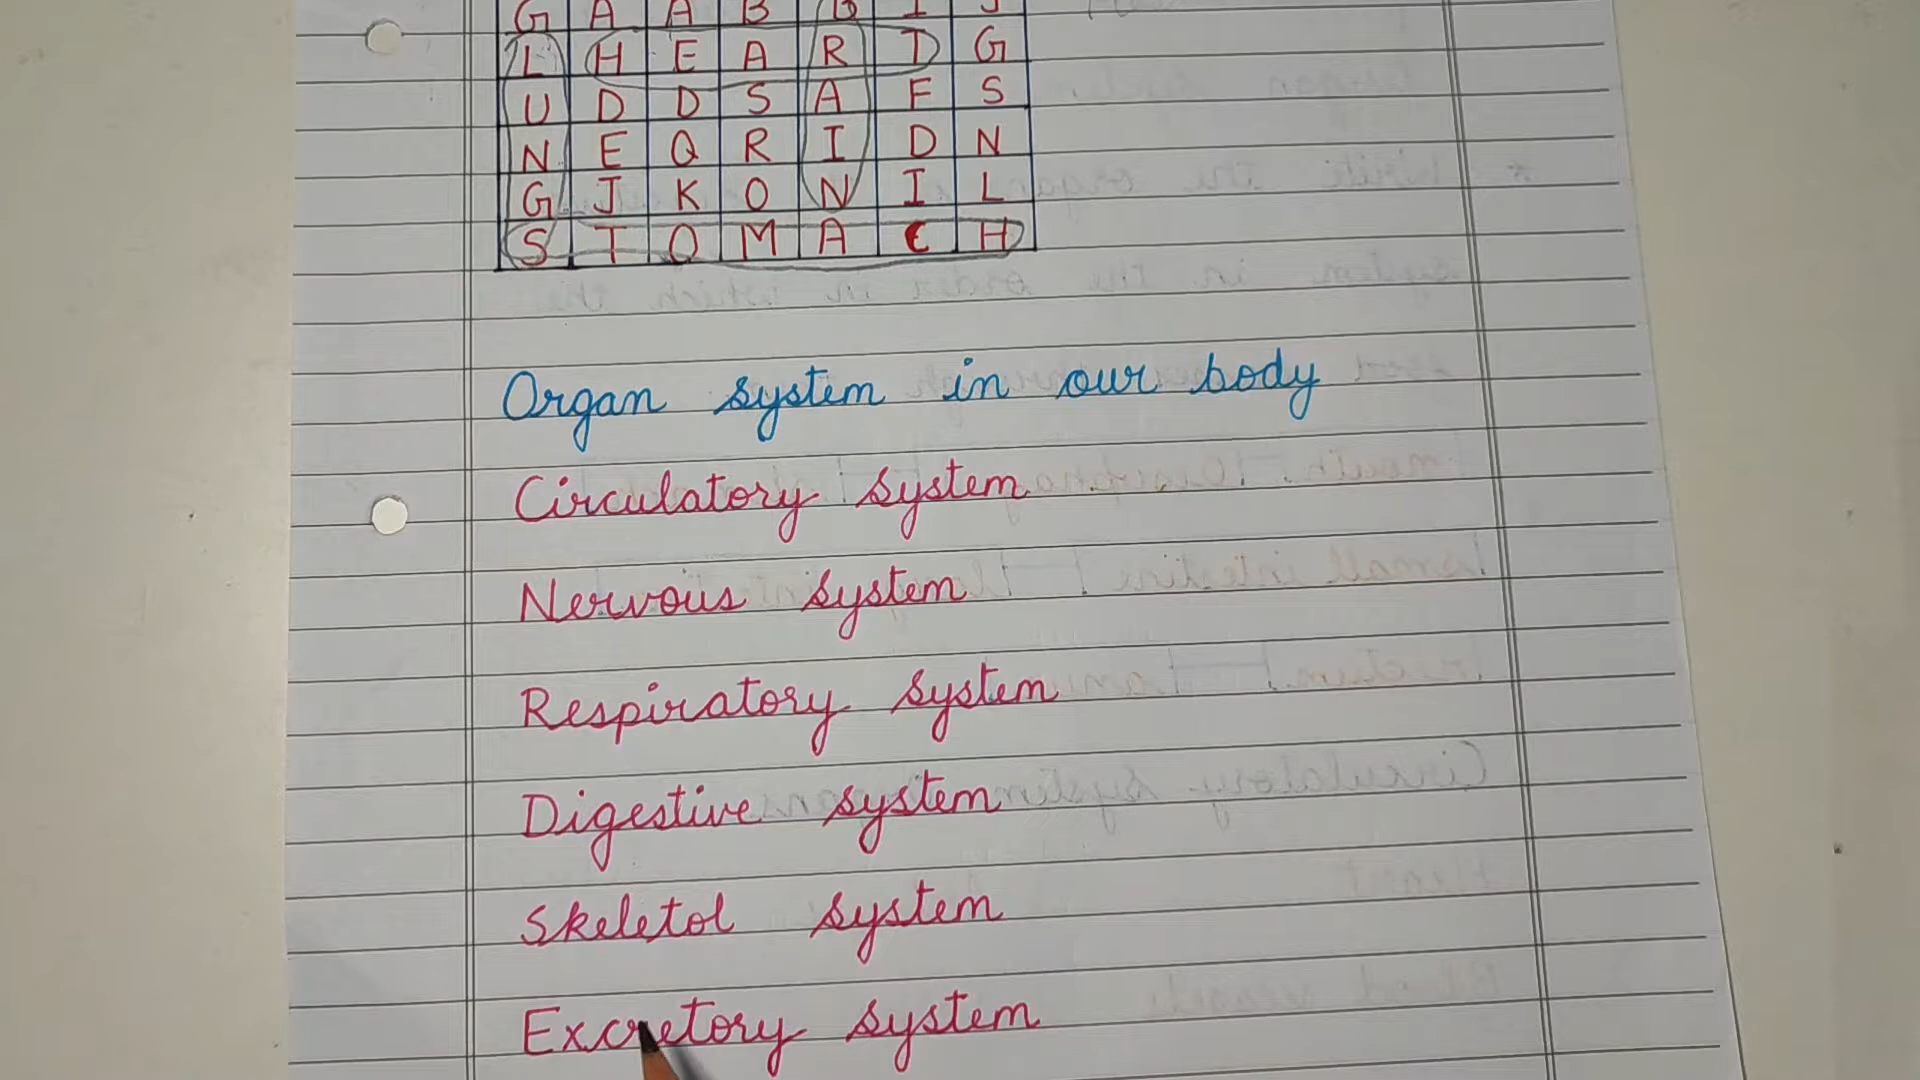 G A A B B I J
L H E A R T G
U D D S A F S
N E Q R I D N
G J K O N I L
S T O M A C H
Organ system in our body
Circulatory system
Nervous system
Respiratory system
Digestive system
Skeletol system
Excretory system